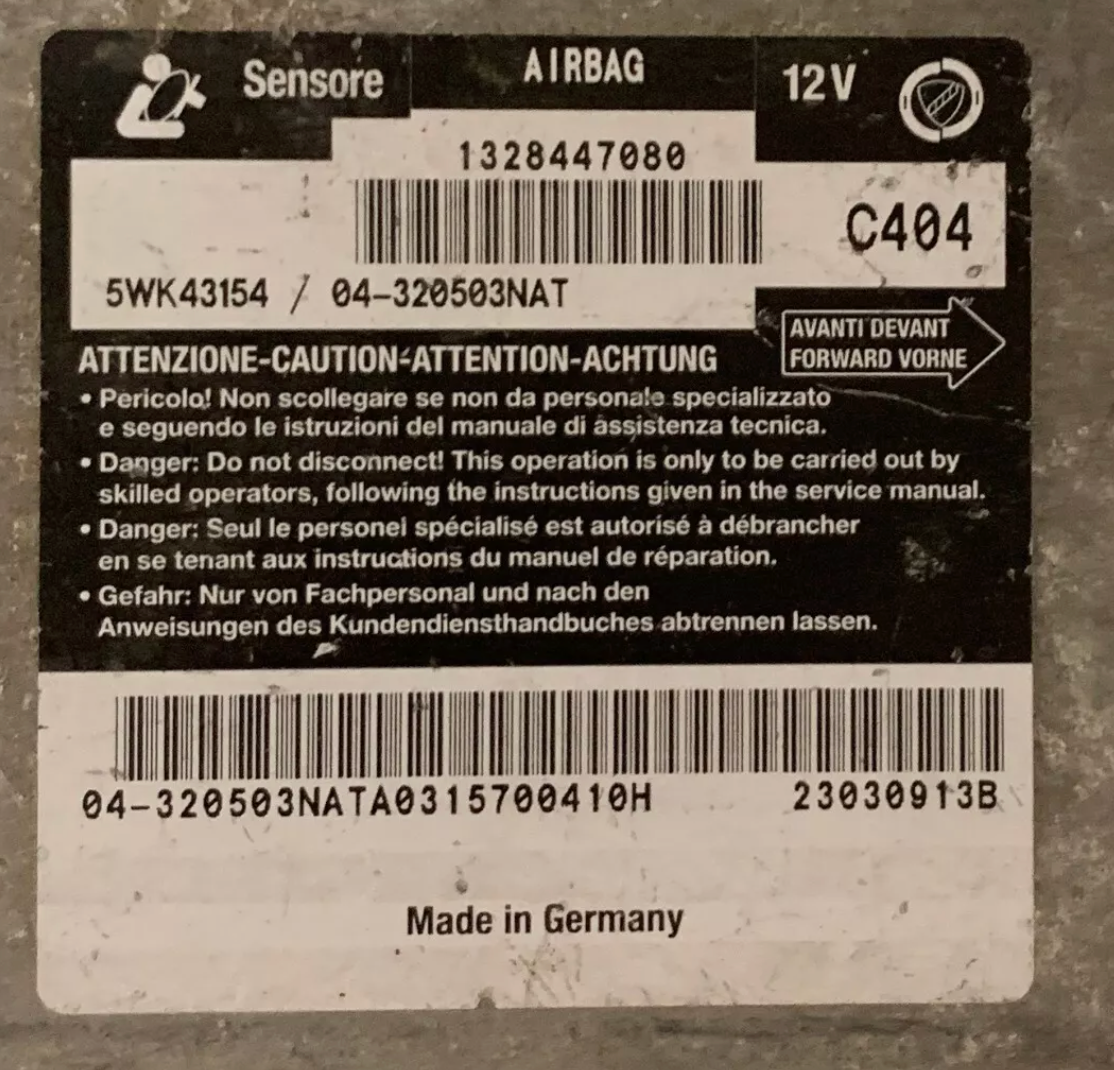 Sensore
AIRBAG
12V
1328447080
C404
5WK43154 / 04-320503NAT
AVANTI DEVANT
FORWARD VORNE
ATTENZIONE-CAUTION-ATTENTION-ACHTUNG
• Pericolo! Non scollegare se non da personale specializzato
e seguendo le istruzioni del manuale di assistenza tecnica.
• Danger: Do not disconnect! This operation is only to be carried out by
skilled operators, following the instructions given in the service manual.
• Danger: Seul le personel spécialisé est autorisé à débrancher
en se tenant aux instructions du manuel de réparation.
• Gefahr: Nur von Fachpersonal und nach den
Anweisungen des Kundendiensthandbuches abtrennen lassen.
04-320503NATA0315700410H
23030913B
Made in Germany